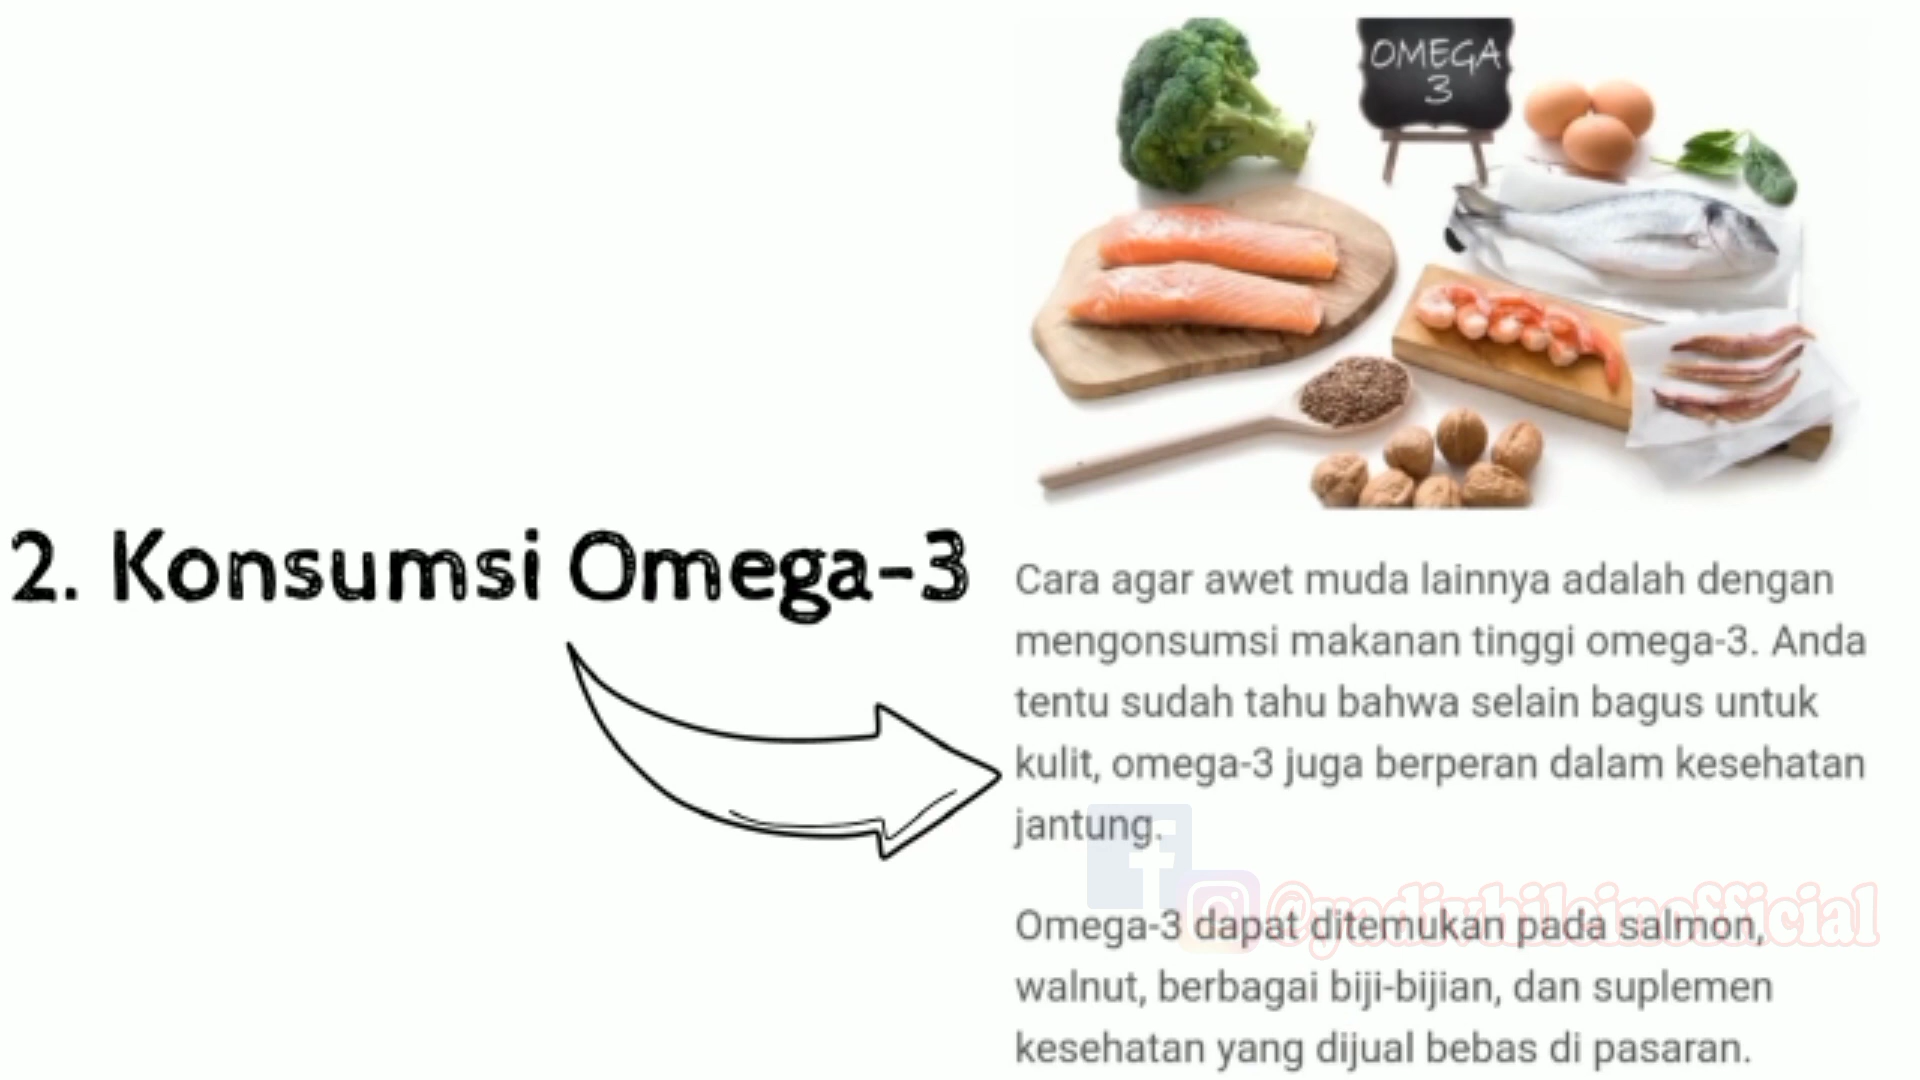 OMEGA
3
2. Konsumsi Omega-3
Cara agar awet muda lainnya adalah dengan
mengonsumsi makanan tinggi omega-3. Anda
tentu sudah tahu bahwa selain bagus untuk
kulit, omega-3 juga berperan dalam kesehatan
jantung.
Omega-3 dapat ditemukan pada salmon,
walnut, berbagai biji-bijian, dan suplemen
kesehatan yang dijual bebas di pasaran.